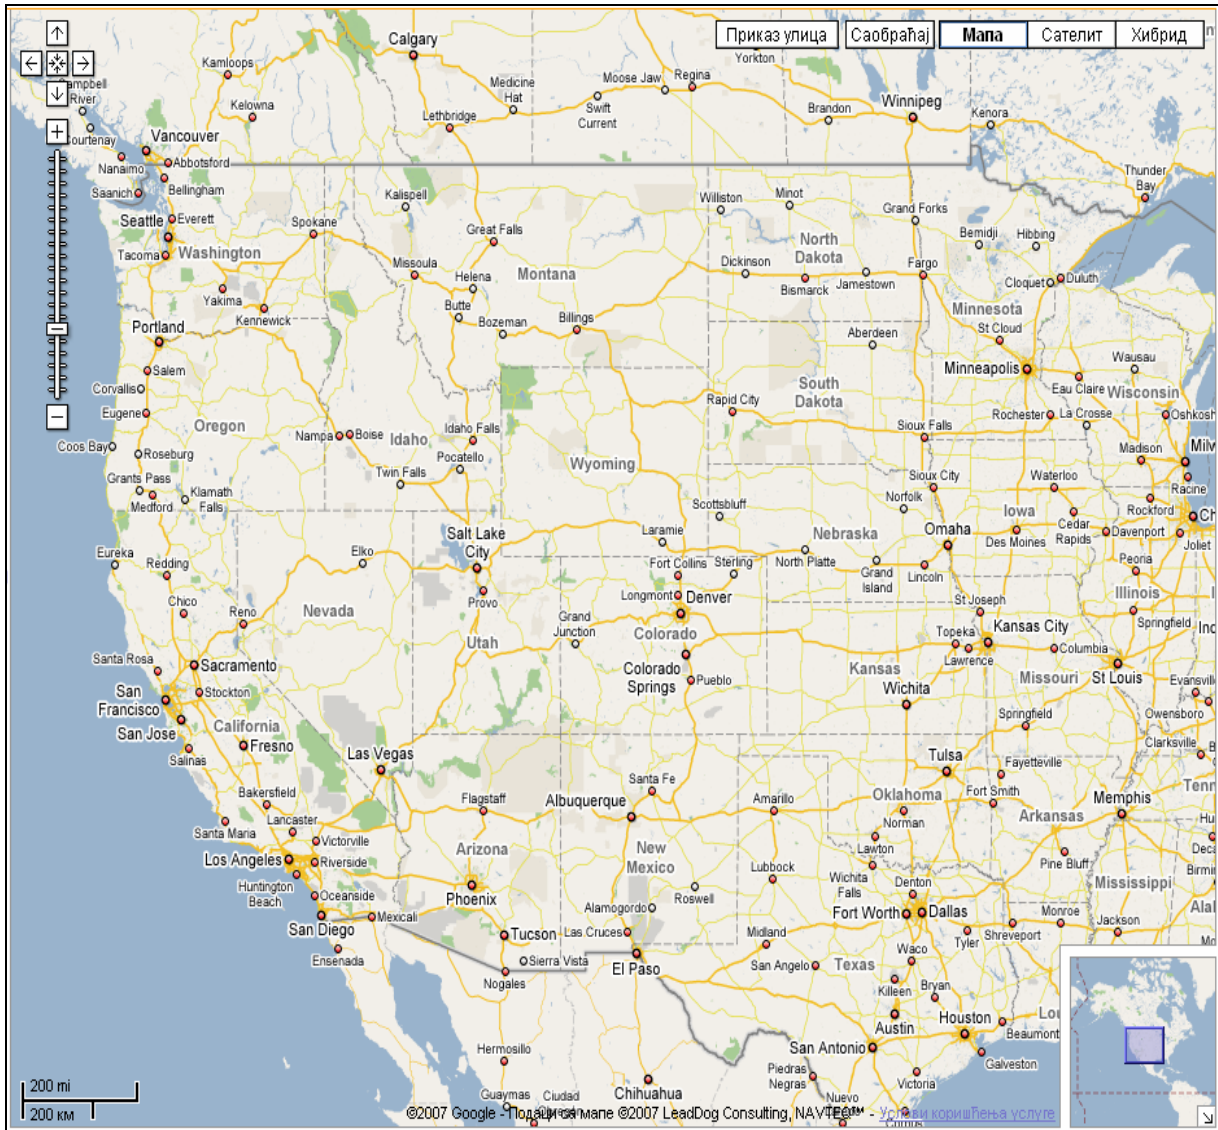 Calgary
Приказ улица
Саобраћај
Мапа
Сателит
Хибрид
Yorkton
Kamloops
Medicine
Hat
Moose Jaw
Regina
Campbell
River
Kelowna
Swift
Current
Brandon
Winnipeg
Kenora
Lethbridge
Courtenay
Vancouver
Nanaimo
Abbotsford
Saanich
Bellingham
Thunder
Bay
Kalispell
Williston
Minot
Grand Forks
Seattle
Everett
Spokane
Great Falls
Bemidji
Hibbing
North
Dakota
Tacoma
Washington
Missoula
Helena
Montana
Dickinson
Bismarck
Jamestown
Fargo
Cloquet
Duluth
Yakima
Kennewick
Butte
Bozeman
Billings
Minnesota
St Cloud
Portland
Aberdeen
Minneapolis
Wausau
Eau Claire
Wisconsin
Salem
Corvallis
South
Dakota
Eugene
Rapid City
Rochester
La Crosse
Oshkosh
Oregon
Nampa
Boise
Idaho
Idaho Falls
Sioux Falls
Coos Bay
Roseburg
Pocatello
Wyoming
Madison
Milw
Grants Pass
Medford
Klamath
Falls
Twin Falls
Sioux City
Waterloo
Racine
Scottsbluff
Norfolk
Iowa
Rockford
Ch
Salt Lake
City
Laramie
Nebraska
Omaha
Des Moines
Cedar
Rapids
Davenport
Joliet
Eureka
Redding
Elko
Fort Collins
Sterling
North Platte
Grand
Island
Lincoln
Peoria
Chico
Reno
Nevada
Provo
Longmont
Denver
St Joseph
Illinois
Grand
Junction
Colorado
Topeka
Kansas City
Springfield
Utah
Lawrence
Columbia
Santa Rosa
Sacramento
Colorado
Springs
Pueblo
Kansas
Missouri
St Louis
San
Francisco
Stockton
Wichita
Evansvil
San Jose
California
Springfield
Owensboro
Salinas
Fresno
Las Vegas
Tulsa
Fayetteville
Clarksville
Bakersfield
Santa Fe
Oklahoma
Fort Smith
Tenn
Santa Maria
Lancaster
Flagstaff
Albuquerque
Amarillo
Norman
Arkansas
Memphis
Victorville
Lawton
Los Angeles
Riverside
Arizona
New
Mexico
Lubbock
Wichita
Falls
Pine Bluff
Huntington
Beach
Oceanside
Phoenix
Roswell
Denton
Mississippi
San Diego
Mexicali
Alamogordo
Fort Worth
Dallas
Monroe
Ensenada
Tucson
Las Cruces
Midland
Tyler
Shreveport
Jackson
Sierra Vista
Nogales
El Paso
San Angelo
Texas
Waco
Killeen
Bryan
Austin
Houston
Beaumont
Hermosillo
San Antonio
Galveston
Guaymas
Ciudad
Chihuahua
Piedras
Negras
Victoria
Nuevo
200 mi
200 км
©2007 Google - Подаци са мапе ©2007 LeadDog Consulting, NAVTEQ™ - Услови коришћења услуге